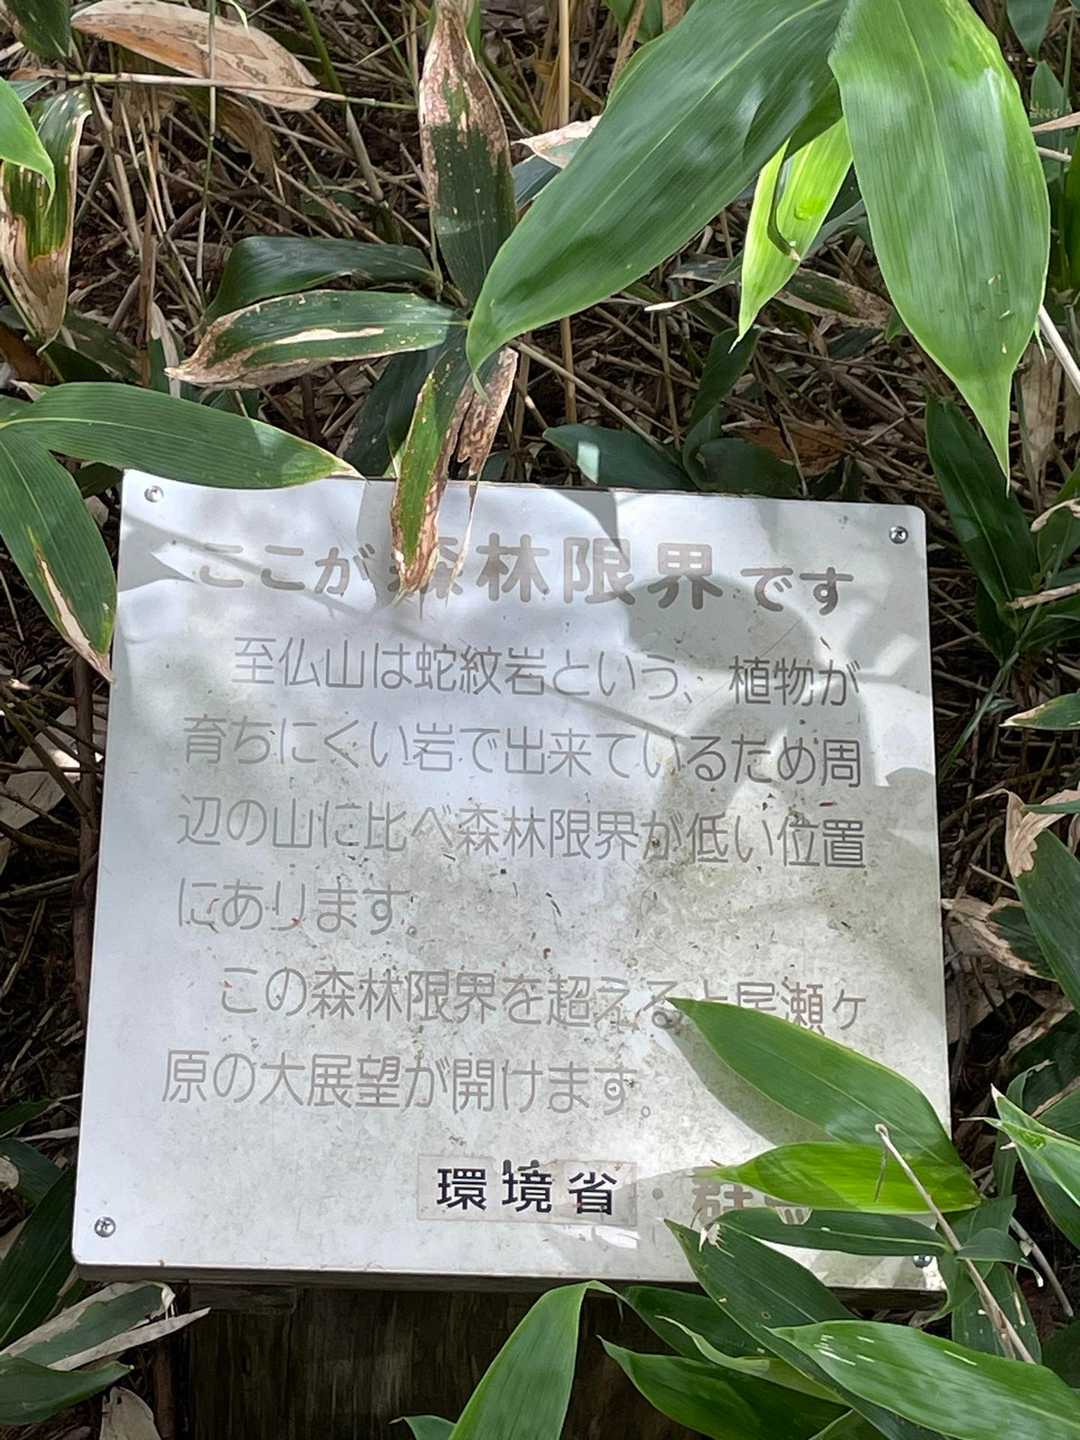 ここが森林限界です
至仏山は蛇紋岩という、植物が
育ちにくい岩で出来ているため周
辺の山に比べ森林限界が低い位置
にあります。
この森林限界を超えると尾瀬ヶ
原の大展望が開けます。
環境省・群